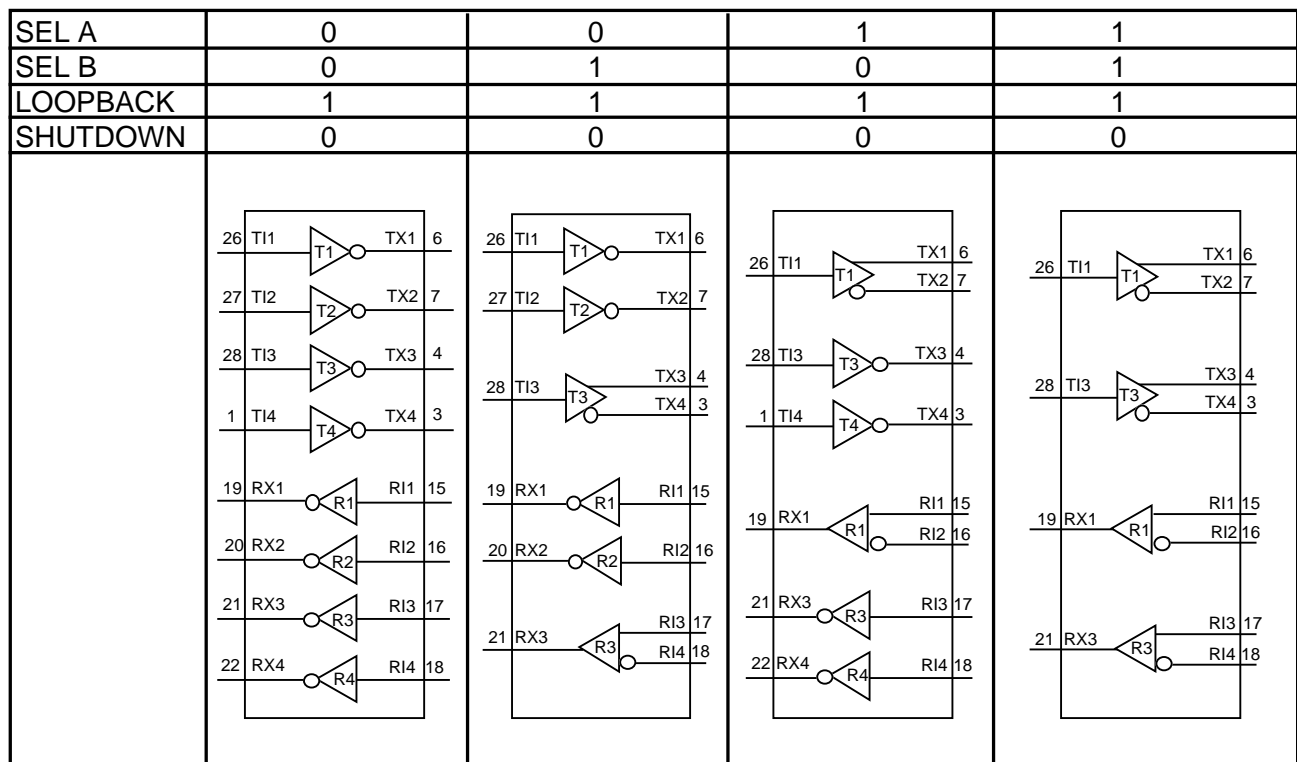 SEL A 0 0 1 1
SEL B 0 1 0 1
LOOPBACK 1 1 1 1
SHUTDOWN 0 0 0 0
26 TI1 T1 TX1 6
27 TI2 T2 TX2 7
28 TI3 T3 TX3 4
1 TI4 T4 TX4 3
19 RX1 R1 RI1 15
20 RX2 R2 RI2 16
21 RX3 R3 RI3 17
22 RX4 R4 RI4 18
26 TI1 T1 TX1 6
27 TI2 T2 TX2 7
28 TI3 T3 TX3 4
TX4 3
19 RX1 R1 RI1 15
20 RX2 R2 RI2 16
21 RX3 R3 RI3 17
RI4 18
26 TI1 T1 TX1 6
TX2 7
28 TI3 T3 TX3 4
1 TI4 T4 TX4 3
19 RX1 R1 RI1 15
RI2 16
21 RX3 R3 RI3 17
22 RX4 R4 RI4 18
26 TI1 T1 TX1 6
TX2 7
28 TI3 T3 TX3 4
TX4 3
19 RX1 R1 RI1 15
RI2 16
21 RX3 R3 RI3 17
RI4 18